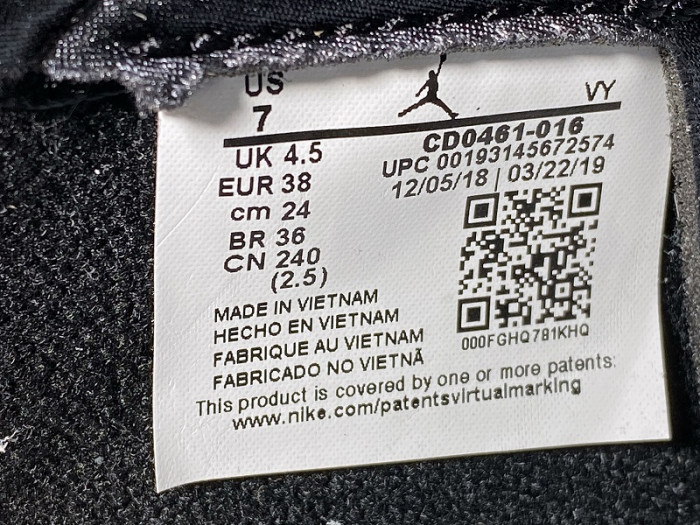 US
7
VY
UK 4.5
EUR 38
cm 24
BR 36
CN 240
(2.5)
CD0461-016
UPC 00193145672574
12/05/18 | 03/22/19
000FGHQ781KHQ
MADE IN VIETNAM
HECHO EN VIETNAM
FABRIQUE AU VIETNAM
FABRICADO NO VIETNÃ
This product is covered by one or more patents:
www.nike.com/patentsvirtualmarking